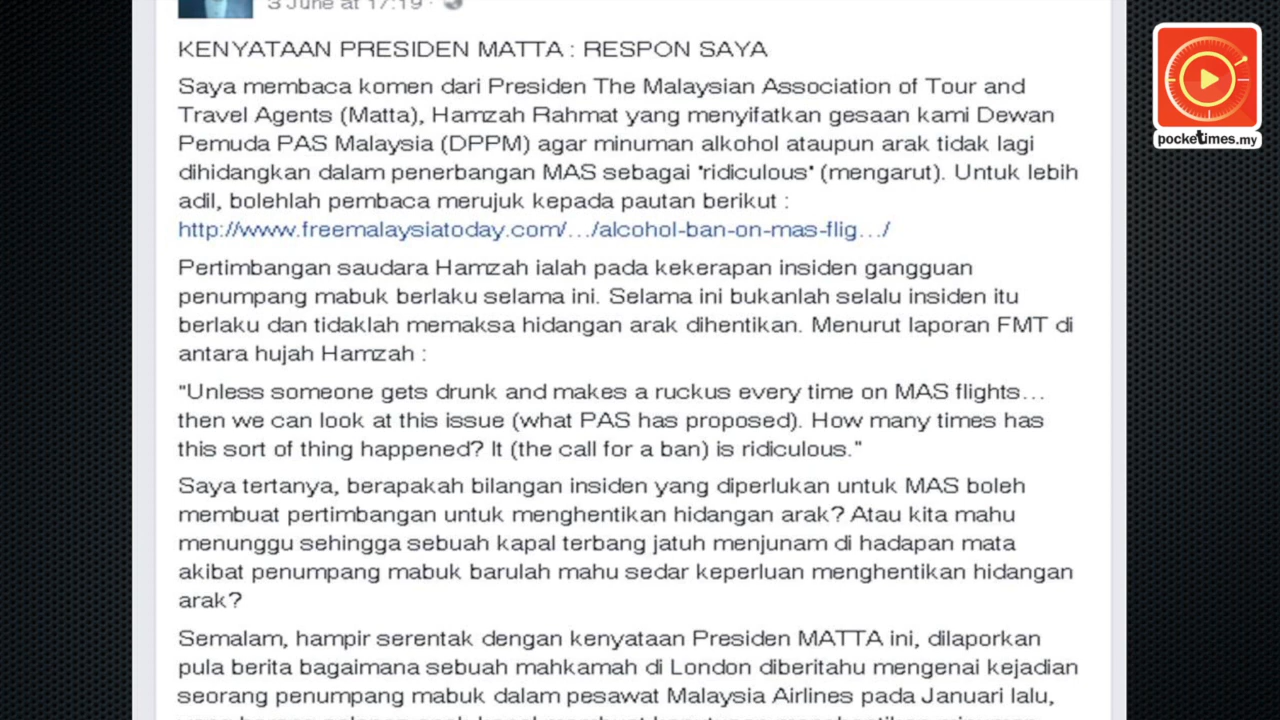 3 June at 17:19 ·
KENYATAAN PRESIDEN MATTA : RESPON SAYA
Saya membaca komen dari Presiden The Malaysian Association of Tour and
Travel Agents (Matta), Hamzah Rahmat yang menyifatkan gesaan kami Dewan
Pemuda PAS Malaysia (DPPM) agar minuman alkohol ataupun arak tidak lagi
dihidangkan dalam penerbangan MAS sebagai 'ridiculous' (mengarut). Untuk lebih
adil, bolehlah pembaca merujuk kepada pautan berikut :
http://www.freemalaysiatoday.com/…/alcohol-ban-on-mas-flig…/
Pertimbangan saudara Hamzah ialah pada kekerapan insiden gangguan
penumpang mabuk berlaku selama ini. Selama ini bukanlah selalu insiden itu
berlaku dan tidaklah memaksa hidangan arak dihentikan. Menurut laporan FMT di
antara hujah Hamzah :
"Unless someone gets drunk and makes a ruckus every time on MAS flights…
then we can look at this issue (what PAS has proposed). How many times has
this sort of thing happened? It (the call for a ban) is ridiculous."
Saya tertanya, berapakah bilangan insiden yang diperlukan untuk MAS boleh
membuat pertimbangan untuk menghentikan hidangan arak? Atau kita mahu
menunggu sehingga sebuah kapal terbang jatuh menjunam di hadapan mata
akibat penumpang mabuk barulah mahu sedar keperluan menghentikan hidangan
arak?
Semalam, hampir serentak dengan kenyataan Presiden MATTA ini, dilaporkan
pula berita bagaimana sebuah mahkamah di London diberitahu mengenai kejadian
seorang penumpang mabuk dalam pesawat Malaysia Airlines pada Januari lalu,
pocketimes.my